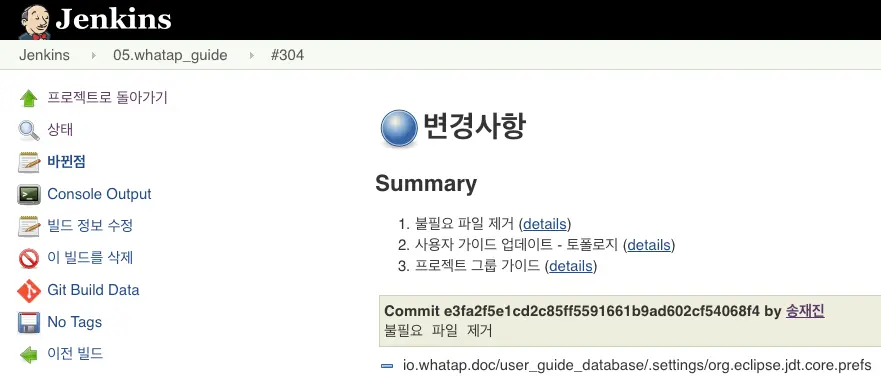 Jenkins
Jenkins 05.whatap_guide #304
프로젝트로 돌아가기
상태
바뀐점
Console Output
빌드 정보 수정
이 빌드를 삭제
Git Build Data
No Tags
이전 빌드
변경사항
Summary
1. 불필요 파일 제거 (details)
2. 사용자 가이드 업데이트 - 토폴로지 (details)
3. 프로젝트 그룹 가이드 (details)
Commit e3fa2f5e1cd2c85ff5591661b9ad602cf54068f4 by 송재진
불필요 파일 제거
io.whatap.doc/user_guide_database/.settings/org.eclipse.jdt.core.prefs